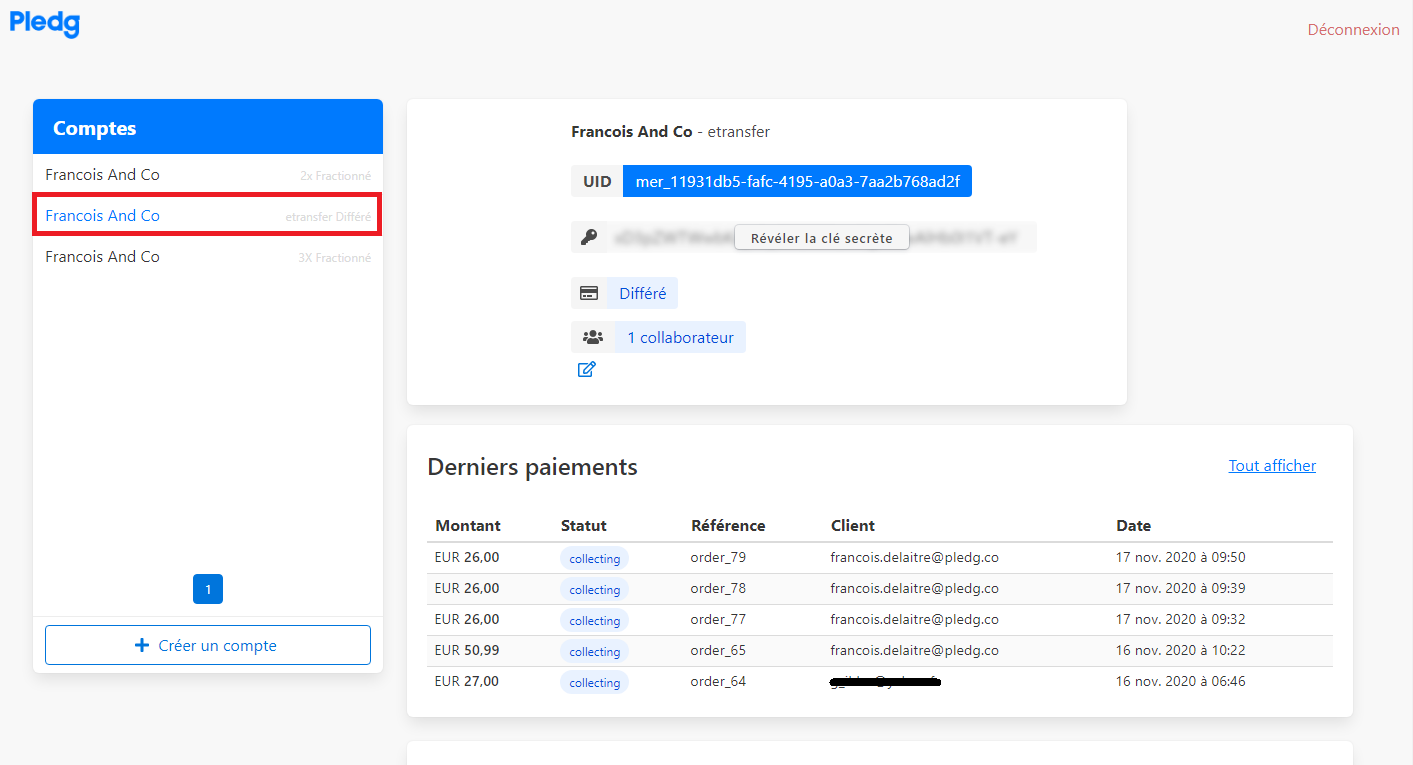 Pledg
Déconnexion
Comptes
Francois And Co 2x Fractionné
Francois And Co etransfer Différé
Francois And Co 3X Fractionné
1
Créer un compte
Francois And Co - etransfer
UID mer_11931db5-fafc-4195-a0a3-7aa2b768ad2f
Révéler la clé secrète
Différé
1 collaborateur
Derniers paiements Tout afficher
Montant Statut Référence Client Date
EUR 26,00 collecting order_79 francois.delaitre@pledg.co 17 nov. 2020 à 09:50
EUR 26,00 collecting order_78 francois.delaitre@pledg.co 17 nov. 2020 à 09:39
EUR 26,00 collecting order_77 francois.delaitre@pledg.co 17 nov. 2020 à 09:32
EUR 50,99 collecting order_65 francois.delaitre@pledg.co 16 nov. 2020 à 10:22
EUR 27,00 collecting order_64 16 nov. 2020 à 06:46